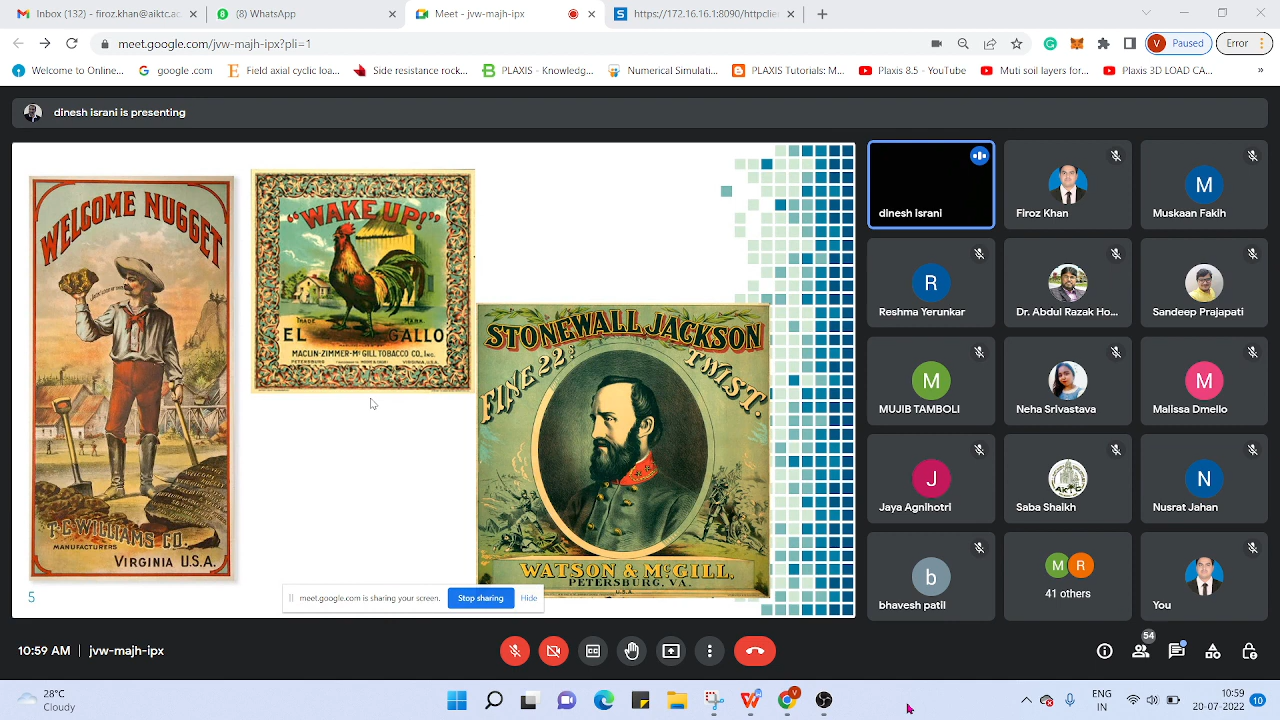 Inbox (132) - firoz.khan@aiktc.ac.
(8) WhatsApp
Meet - jvw-majh-ipx
https://172.16.16.1:8090/httpclie
meet.google.com/jvw-majh-ipx?pli=1
Paused
Error
Welcome to Online...
google .com
Field axial cyclic loa...
Side resistance rock...
PLAXIS - Knowledg...
Numerical Simulati...
PLAXIS Tutorials: M...
Plaxis 8.5 - YouTube
Muti soil layers for...
Plaxis 3D LOAD CA...
dinesh israni is presenting
WELCOME NUGGET
T.C. WILLIAMS CO.
MANUFACTURERS
VIRGINIA U.S.A.
"WAKE UP!"
TRADE MARK
EL GALLO
MACLIN-ZIMMER-McGILL TOBACCO CO., INC.
PETERSBURG VIRGINIA, U.S.A.
STONEWALL JACKSON
FINE 22s TWIST.
WATSON & McGILL,
PETERSBURG, VA.
U.S.A
5
meet.google.com is sharing your screen.
Stop sharing
Hide
dinesh israni
Firoz Khan
Muskaan Fakih
Reshma Yerunkar
Dr. Abdul Razak Ho...
Sandeep Prajapati
MUJIB TAMBOLI
Neha Srivastava
Malissa Dmello
Jaya Agnihotri
Saba Shaikh
Nusrat Jahan
bhavesh patil
41 others
You
M
R
M
M
J
N
b
M
R
10:59 AM | jvw-majh-ipx
54
28°C
Cloudy
ENG
IN
10:59
20-07-2022
10